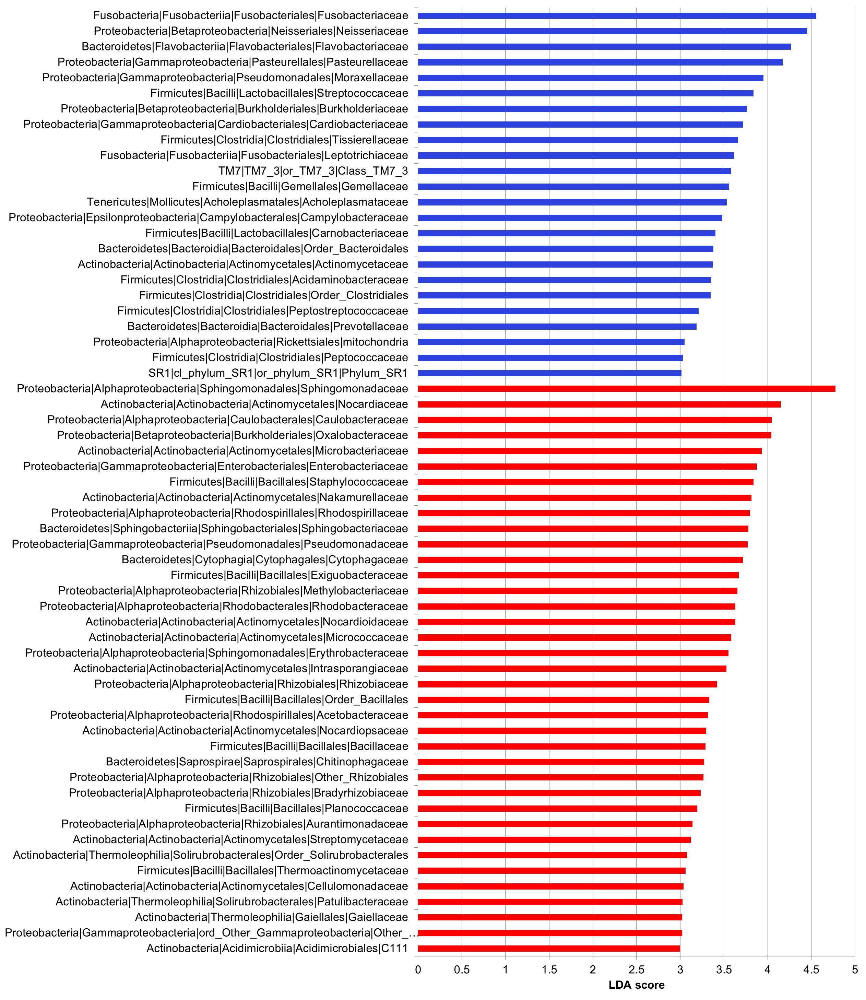 Fusobacteria|Fusobacteriia|Fusobacteriales|Fusobacteriaceae
Proteobacteria|Betaproteobacteria|Neisseriales|Neisseriaceae
Bacteroidetes|Flavobacteriia|Flavobacteriales|Flavobacteriaceae
Proteobacteria|Gammaproteobacteria|Pasteurellales|Pasteurellaceae
Proteobacteria|Gammaproteobacteria|Pseudomonadales|Moraxellaceae
Firmicutes|Bacilli|Lactobacillales|Streptococcaceae
Proteobacteria|Betaproteobacteria|Burkholderiales|Burkholderiaceae
Proteobacteria|Gammaproteobacteria|Cardiobacteriales|Cardiobacteriaceae
Firmicutes|Clostridia|Clostridiales|Tissierellaceae
Fusobacteria|Fusobacteriia|Fusobacteriales|Leptotrichiaceae
TM7|TM7_3|or_TM7_3|Class_TM7_3
Firmicutes|Bacilli|Gemellales|Gemellaceae
Tenericutes|Mollicutes|Acholeplasmatales|Acholeplasmataceae
Proteobacteria|Epsilonproteobacteria|Campylobacterales|Campylobacteraceae
Firmicutes|Bacilli|Lactobacillales|Carnobacteriaceae
Bacteroidetes|Bacteroidia|Bacteroidales|Order_Bacteroidales
Actinobacteria|Actinobacteria|Actinomycetales|Actinomycetaceae
Firmicutes|Clostridia|Clostridiales|Acidaminobacteraceae
Firmicutes|Clostridia|Clostridiales|Order_Clostridiales
Firmicutes|Clostridia|Clostridiales|Peptostreptococcaceae
Bacteroidetes|Bacteroidia|Bacteroidales|Prevotellaceae
Proteobacteria|Alphaproteobacteria|Rickettsiales|mitochondria
Firmicutes|Clostridia|Clostridiales|Peptococcaceae
SR1|cl_phylum_SR1|or_phylum_SR1|Phylum_SR1
Proteobacteria|Alphaproteobacteria|Sphingomonadales|Sphingomonadaceae
Actinobacteria|Actinobacteria|Actinomycetales|Nocardiaceae
Proteobacteria|Alphaproteobacteria|Caulobacterales|Caulobacteraceae
Proteobacteria|Betaproteobacteria|Burkholderiales|Oxalobacteraceae
Actinobacteria|Actinobacteria|Actinomycetales|Microbacteriaceae
Proteobacteria|Gammaproteobacteria|Enterobacteriales|Enterobacteriaceae
Firmicutes|Bacilli|Bacillales|Staphylococcaceae
Actinobacteria|Actinobacteria|Actinomycetales|Nakamurellaceae
Proteobacteria|Alphaproteobacteria|Rhodospirillales|Rhodospirillaceae
Bacteroidetes|Sphingobacteriia|Sphingobacteriales|Sphingobacteriaceae
Proteobacteria|Gammaproteobacteria|Pseudomonadales|Pseudomonadaceae
Bacteroidetes|Cytophagia|Cytophagales|Cytophagaceae
Firmicutes|Bacilli|Bacillales|Exiguobacteraceae
Proteobacteria|Alphaproteobacteria|Rhizobiales|Methylobacteriaceae
Proteobacteria|Alphaproteobacteria|Rhodobacterales|Rhodobacteraceae
Actinobacteria|Actinobacteria|Actinomycetales|Nocardioidaceae
Actinobacteria|Actinobacteria|Actinomycetales|Micrococcaceae
Proteobacteria|Alphaproteobacteria|Sphingomonadales|Erythrobacteraceae
Actinobacteria|Actinobacteria|Actinomycetales|Intrasporangiaceae
Proteobacteria|Alphaproteobacteria|Rhizobiales|Rhizobiaceae
Firmicutes|Bacilli|Bacillales|Order_Bacillales
Proteobacteria|Alphaproteobacteria|Rhodospirillales|Acetobacteraceae
Actinobacteria|Actinobacteria|Actinomycetales|Nocardiopsaceae
Firmicutes|Bacilli|Bacillales|Bacillaceae
Bacteroidetes|Saprospirae|Saprospirales|Chitinophagaceae
Proteobacteria|Alphaproteobacteria|Rhizobiales|Other_Rhizobiales
Proteobacteria|Alphaproteobacteria|Rhizobiales|Bradyrhizobiaceae
Firmicutes|Bacilli|Bacillales|Planococcaceae
Proteobacteria|Alphaproteobacteria|Rhizobiales|Aurantimonadaceae
Actinobacteria|Actinobacteria|Actinomycetales|Streptomycetaceae
Actinobacteria|Thermoleophilia|Solirubrobacterales|Order_Solirubrobacterales
Firmicutes|Bacilli|Bacillales|Thermoactinomycetaceae
Actinobacteria|Actinobacteria|Actinomycetales|Cellulomonadaceae
Actinobacteria|Thermoleophilia|Solirubrobacterales|Patulibacteraceae
Actinobacteria|Thermoleophilia|Gaiellales|Gaiellaceae
Proteobacteria|Gammaproteobacteria|ord_Other_Gammaproteobacteria|Other_…
Actinobacteria|Acidimicrobiia|Acidimicrobiales|C111
0 0.5 1 1.5 2 2.5 3 3.5 4 4.5 5
LDA score